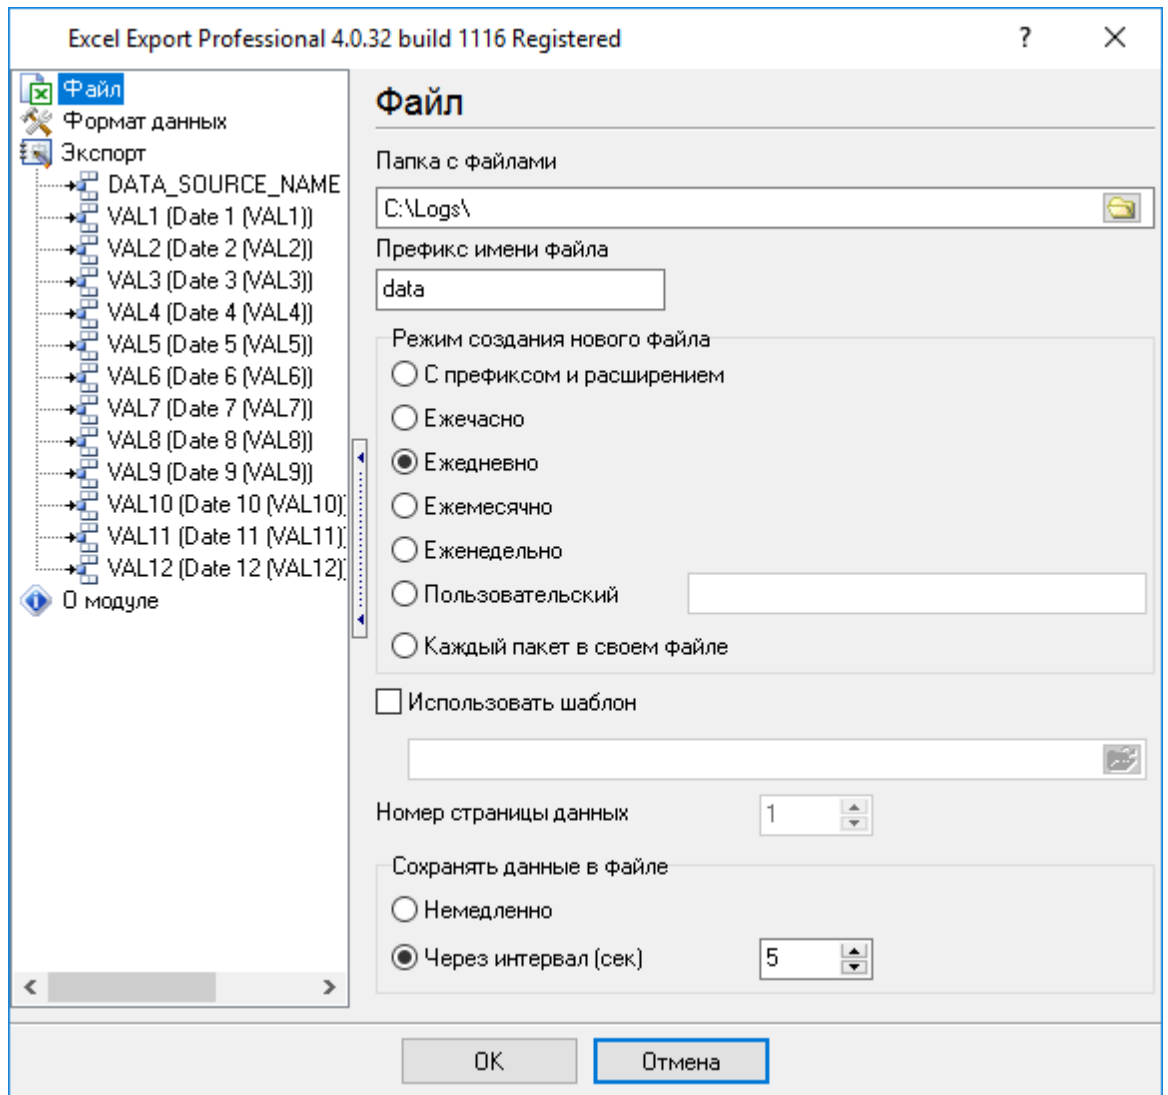 Excel Export Professional 4.0.32 build 1116 Registered
Файл
Формат данных
Экспорт
DATA_SOURCE_NAME
VAL1 (Date 1 (VAL1))
VAL2 (Date 2 (VAL2))
VAL3 (Date 3 (VAL3))
VAL4 (Date 4 (VAL4))
VAL5 (Date 5 (VAL5))
VAL6 (Date 6 (VAL6))
VAL7 (Date 7 (VAL7))
VAL8 (Date 8 (VAL8))
VAL9 (Date 9 (VAL9))
VAL10 (Date 10 (VAL10))
VAL11 (Date 11 (VAL11)
VAL12 (Date 12 (VAL12)
О модуле
Файл
Папка с файлами
C:\Logs\
Префикс имени файла
data
Режим создания нового файла
С префиксом и расширением
Ежечасно
Ежедневно
Ежемесячно
Еженедельно
Пользовательский
Каждый пакет в своем файле
Использовать шаблон
Номер страницы данных 1
Сохранять данные в файле
Немедленно
Через интервал (сек) 5
OK Отмена